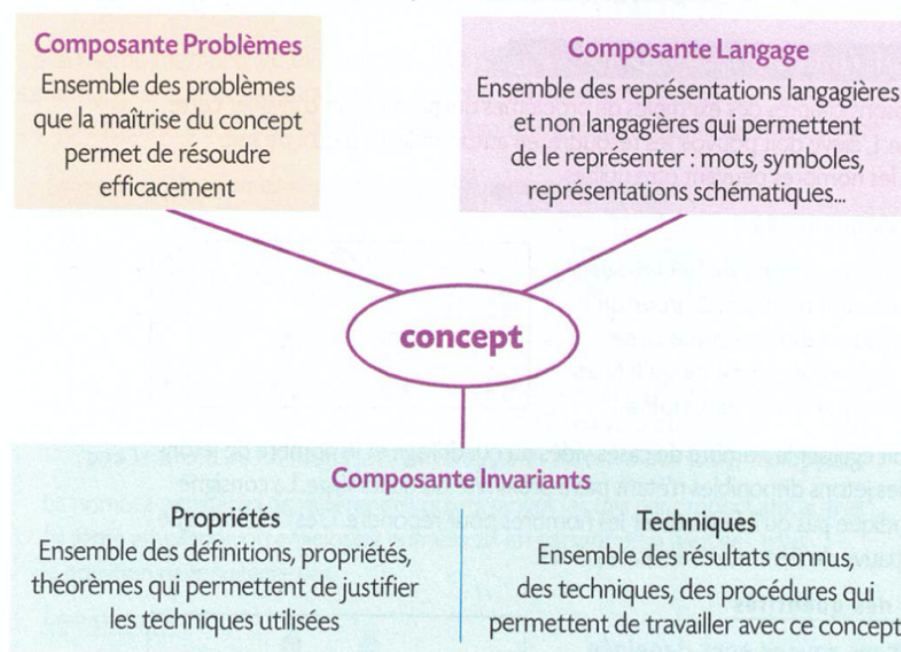 Composante Problèmes
Ensemble des problèmes
que la maîtrise du concept
permet de résoudre
efficacement
Composante Langage
Ensemble des représentations langagières
et non langagières qui permettent
de le représenter : mots, symboles,
représentations schématiques...
concept
Composante Invariants
Propriétés
Ensemble des définitions, propriétés,
théorèmes qui permettent de justifier
les techniques utilisées
Techniques
Ensemble des résultats connus,
des techniques, des procédures qui
permettent de travailler avec ce concept